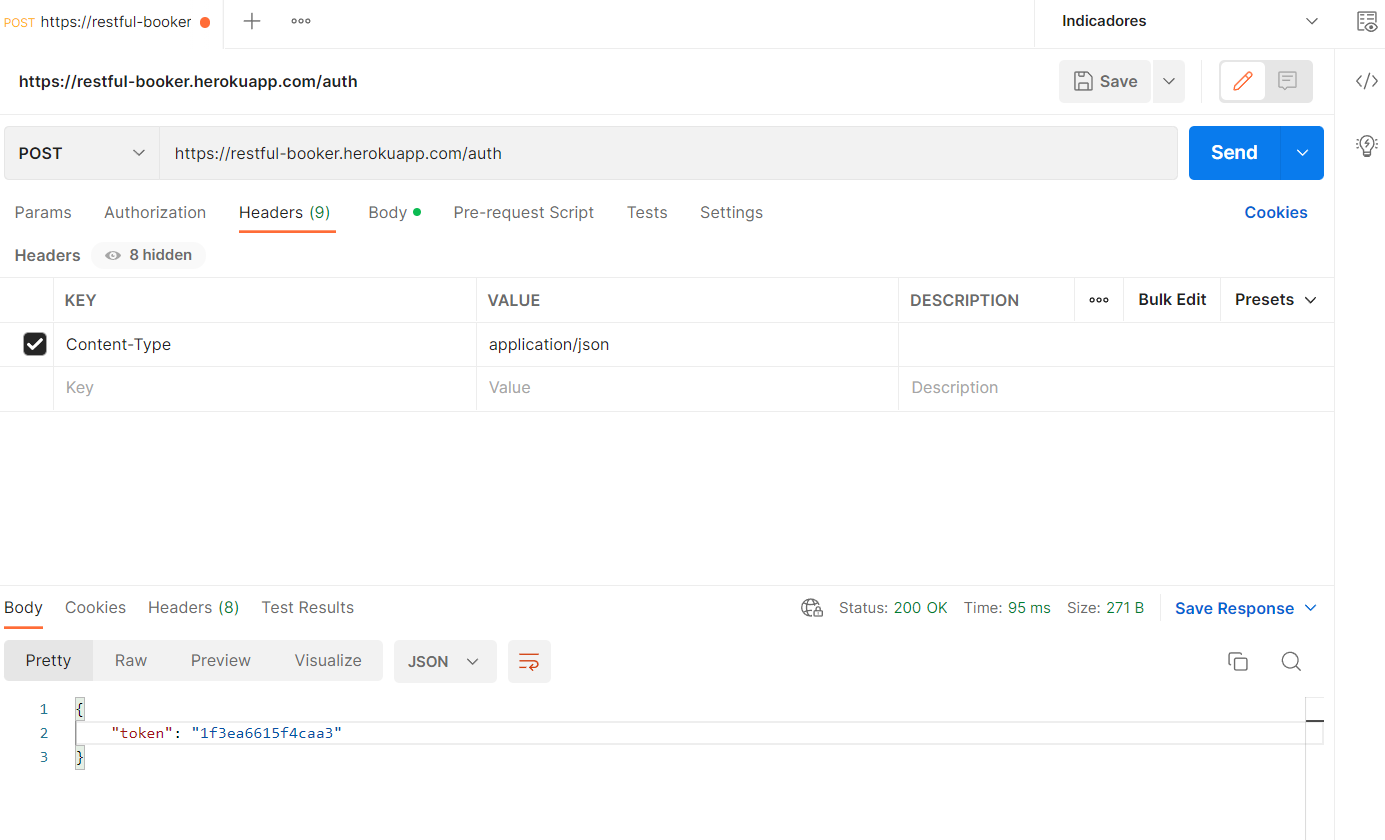 POST https://restful-booker
Indicadores
https://restful-booker.herokuapp.com/auth
Save
POST https://restful-booker.herokuapp.com/auth Send
Params Authorization Headers (9) Body Pre-request Script Tests Settings Cookies
Headers 8 hidden
KEY VALUE DESCRIPTION Bulk Edit Presets
Content-Type application/json
Key Value Description
Body Cookies Headers (8) Test Results Status: 200 OK Time: 95 ms Size: 271 B Save Response
Pretty Raw Preview Visualize JSON
1 {
2 "token": "1f3ea6615f4caa3"
3 }